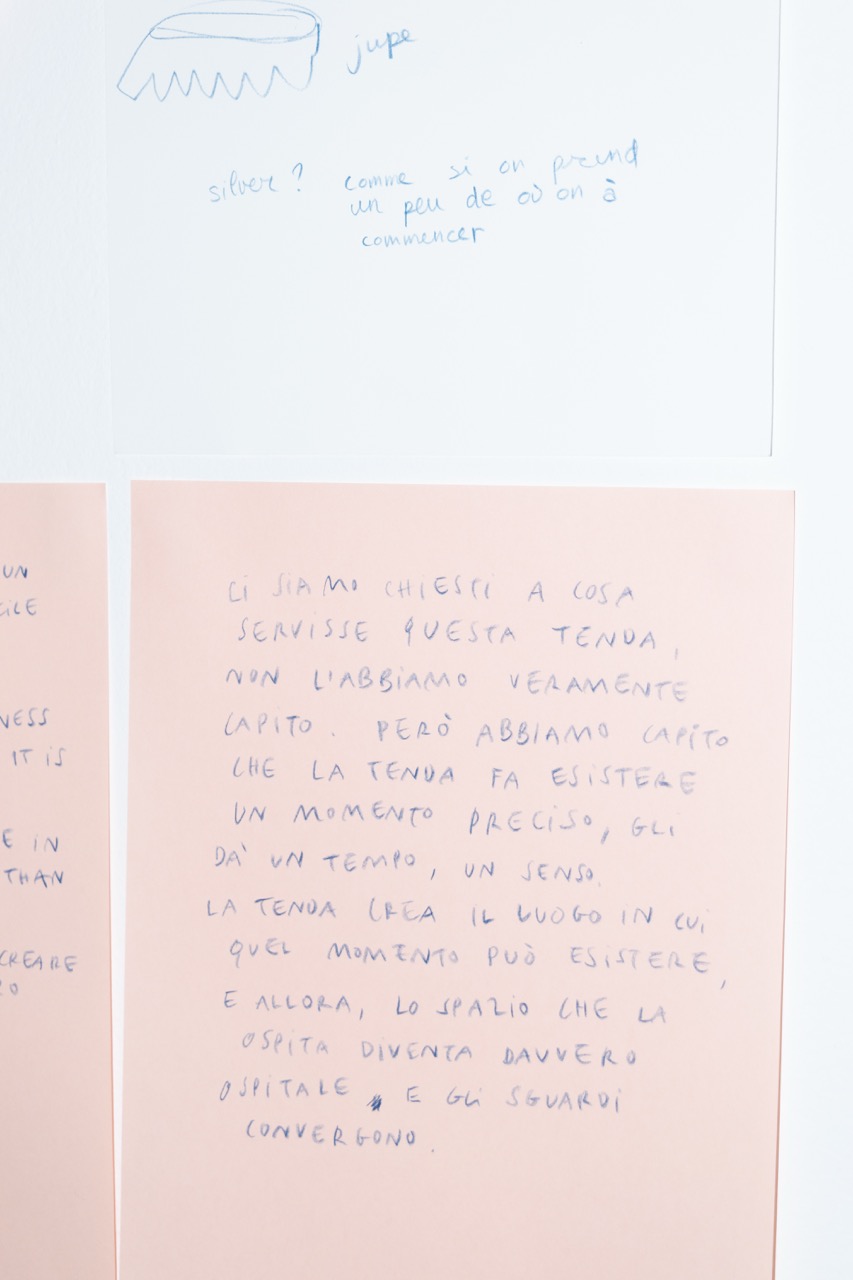 jupe
silver? comme si on prend
un peu de où on à
commencer
UN
CILE
NESS
IT IS
E IN
THAN
CREARE
RO
CI SIAMO CHIESTI A COSA
SERVISSE QUESTA TENDA,
NON L'ABBIAMO VERAMENTE
CAPITO. PERÒ ABBIAMO CAPITO
CHE LA TENDA FA ESISTERE
UN MOMENTO PRECISO, GLI
DA' UN TEMPO, UN SENSO.
LA TENDA CREA IL LUOGO IN CUI
QUEL MOMENTO PUÒ ESISTERE,
E ALLORA, LO SPAZIO CHE LA
OSPITA DIVENTA DAVVERO
OSPITALE E GLI SGUARDI
CONVERGONO.